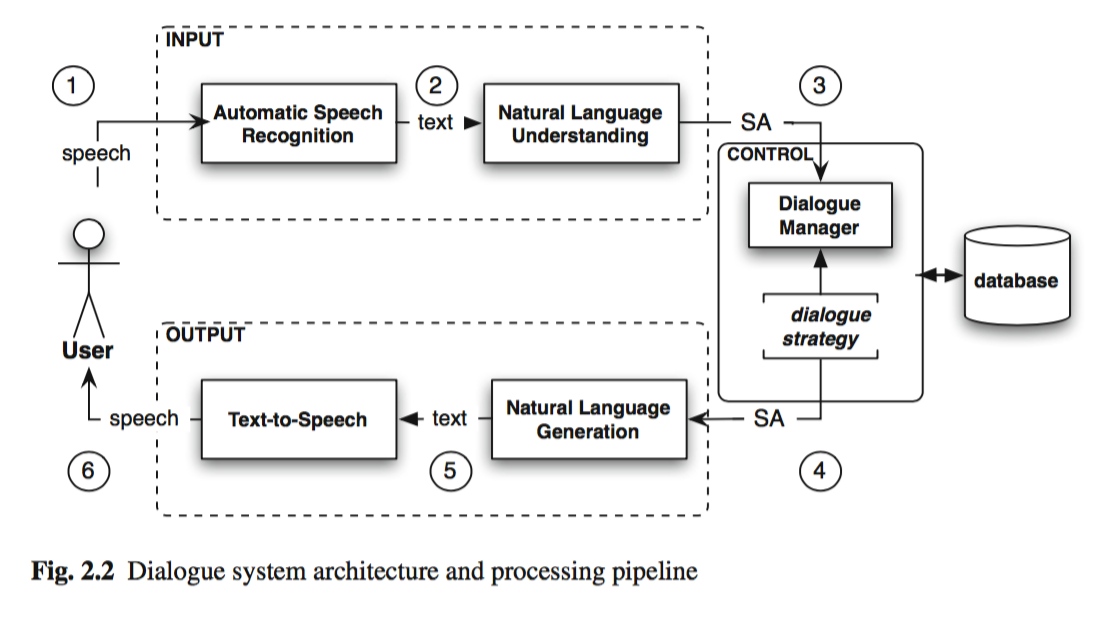 INPUT
1
2
3
Automatic Speech
Recognition
text
Natural Language
Understanding
SA
speech
CONTROL
Dialogue
Manager
database
dialogue
strategy
User
OUTPUT
speech
Text-to-Speech
text
Natural Language
Generation
SA
6
5
4
Fig. 2.2 Dialogue system architecture and processing pipeline